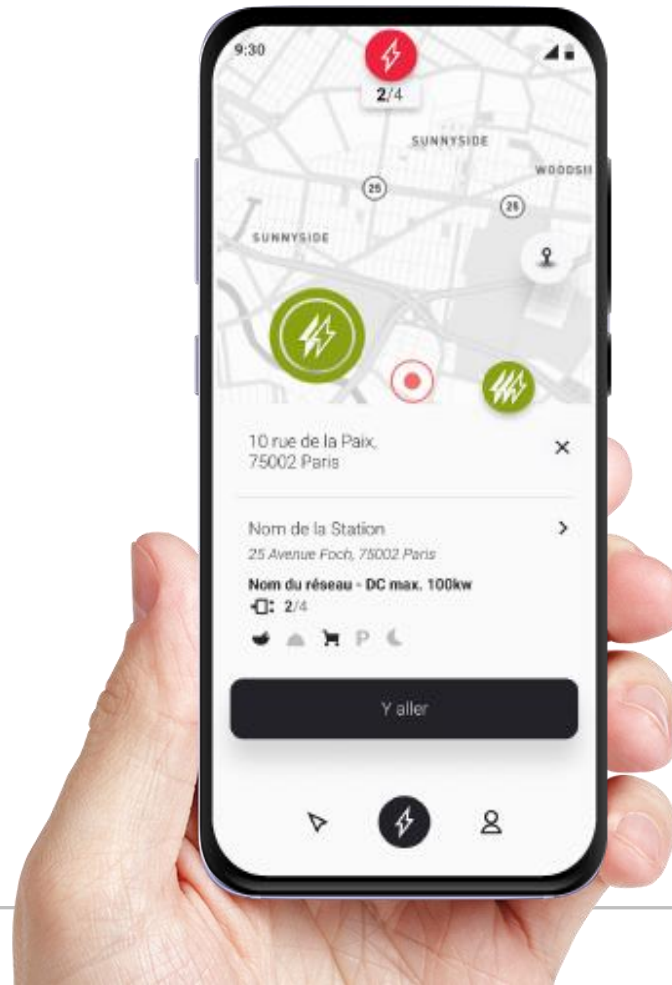 9:30
2/4
SUNNYSIDE
WOODSII
25
25
SUNNYSIDE
10 rue de la Paix,
75002 Paris
Nom de la Station
25 Avenue Foch, 75002 Paris
Nom du réseau - DC max. 100kw
2/4
P
Y aller